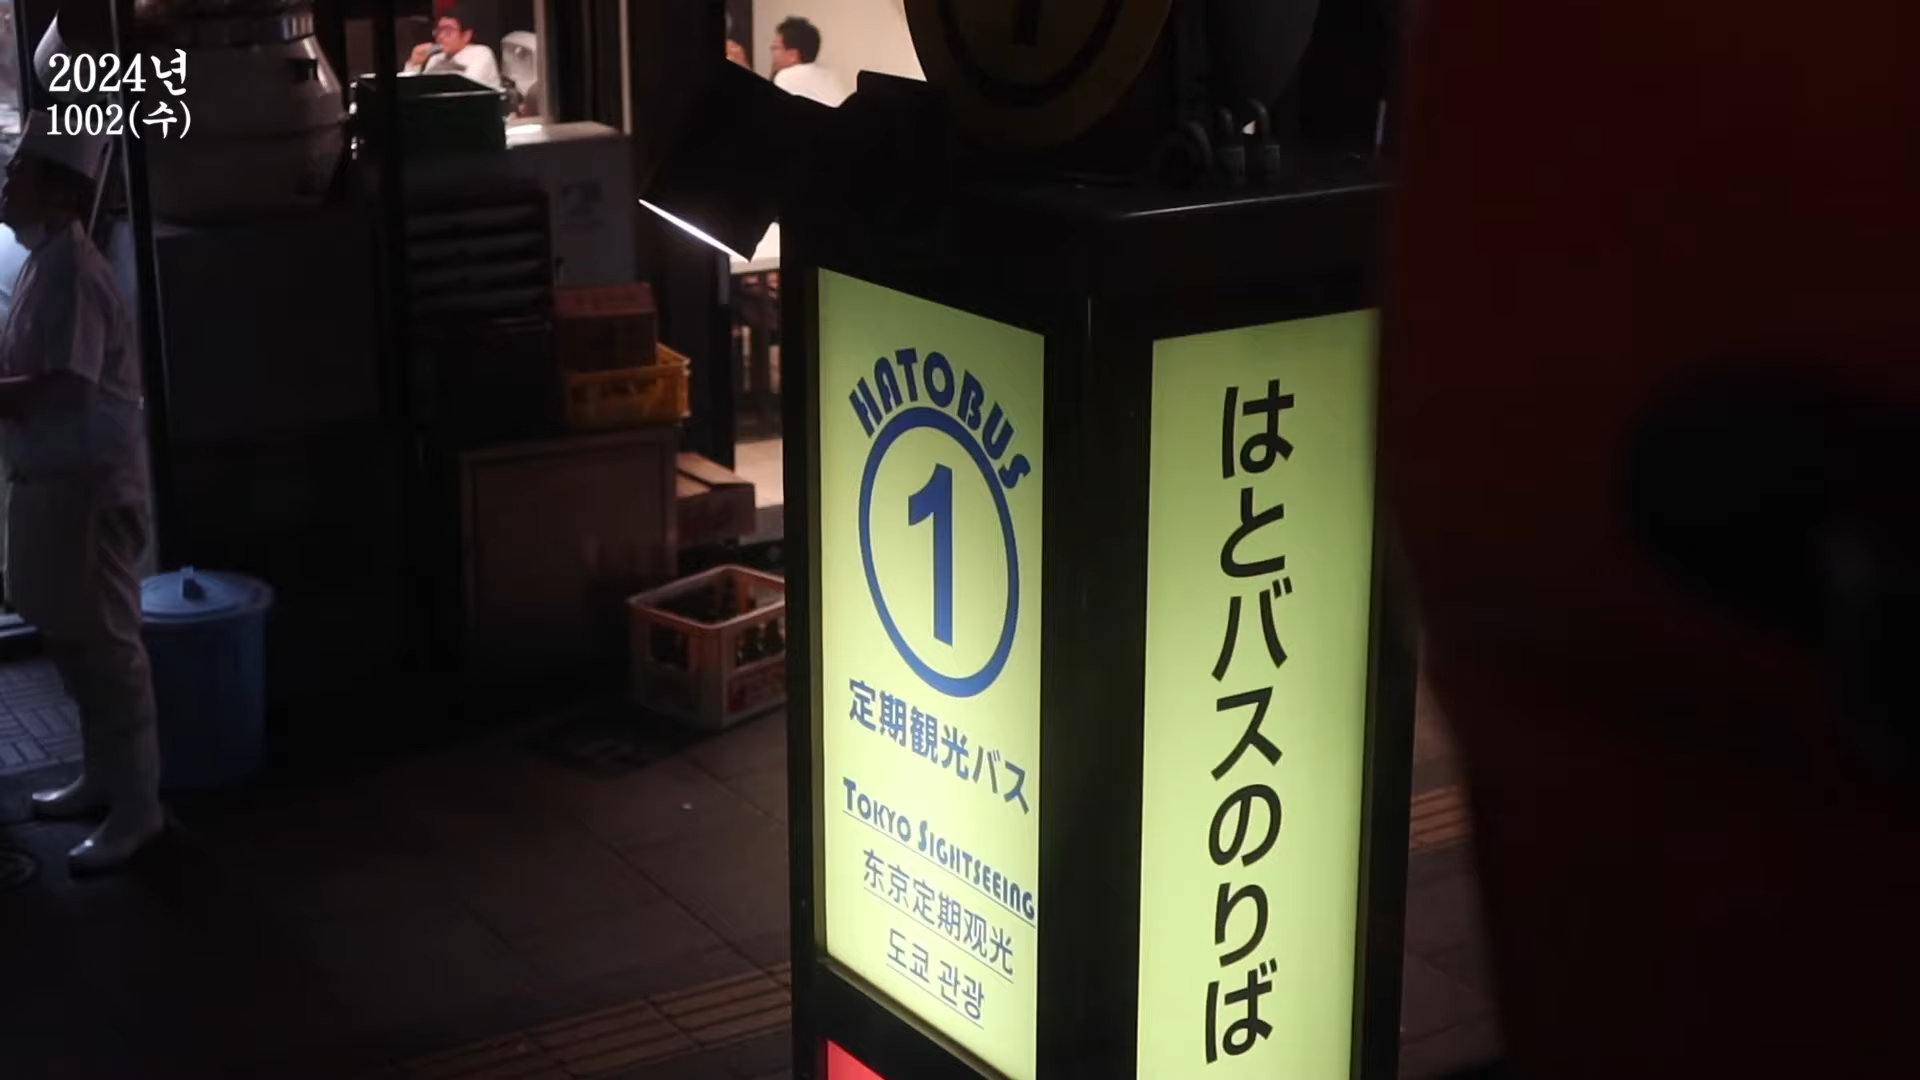 2024년
1002(수)
HATOBUS
1
定期観光バス
TOKYO SIGHTSEEING
东京定期观光
도쿄 관광
はとバスのりば